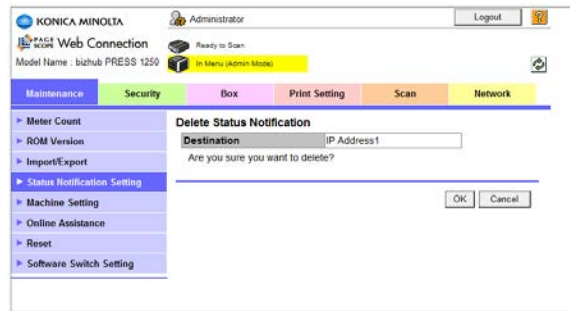 KONICA MINOLTA
Administrator
Logout
?
PAGE SCOPE Web Connection
Ready to Scan
Model Name : bizhub PRESS 1250
In Menu (Admin Mode)
Maintenance
Security
Box
Print Setting
Scan
Network
Meter Count
ROM Version
Import/Export
Status Notification Setting
Machine Setting
Online Assistance
Reset
Software Switch Setting
Delete Status Notification
Destination
IP Address1
Are you sure you want to delete?
OK
Cancel